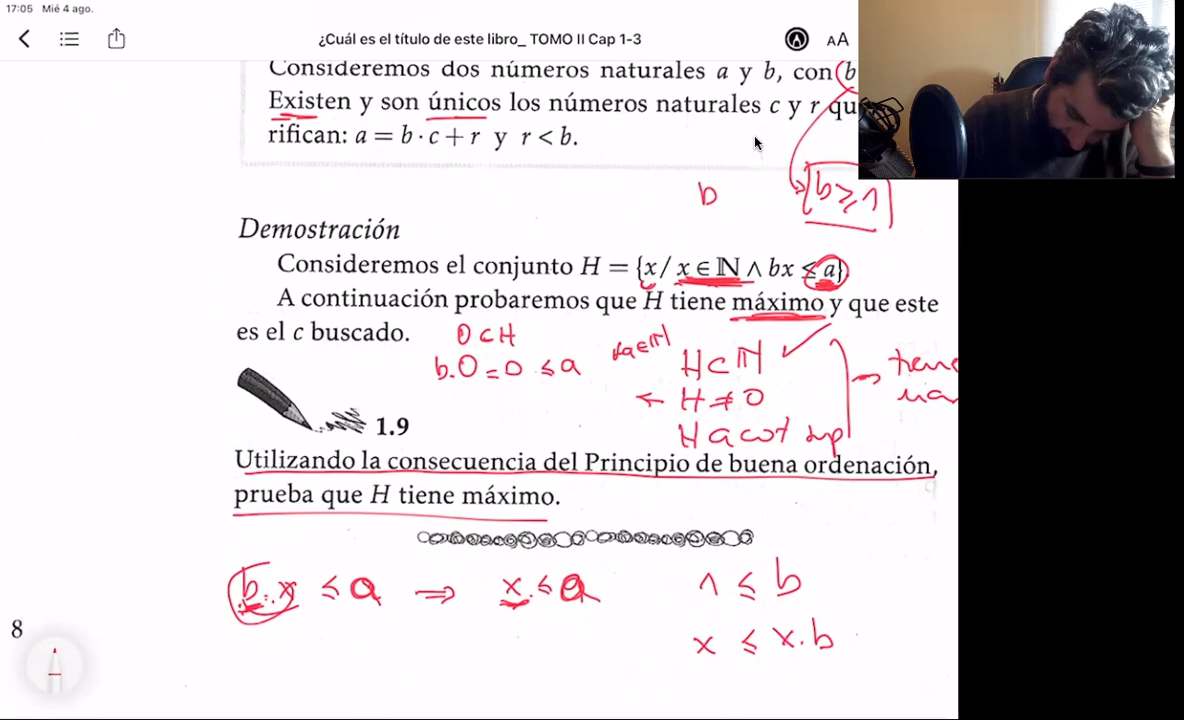 17:05 Mié 4 ago.
¿Cuál es el título de este libro_ TOMO II Cap 1-3
AA
Consideremos dos números naturales a y b, con (b
Existen y son únicos los números naturales c y r qu
rifican: a = b · c + r y r < b.
b
b ⩾ 1
Demostración
Consideremos el conjunto H = {x / x ∈ ℕ ∧ bx ≤ a}
A continuación probaremos que H tiene máximo y que este
es el c buscado.
0 ∈ H
b.0 = 0 ≤ a
∀a∈ℕ
H ⊂ ℕ
← H ≠ 0
H acot sup
→ tiene
1.9
Utilizando la consecuencia del Principio de buena ordenación,
prueba que H tiene máximo.
b.x ≤ a ⇒ x ≤ a
1 ≤ b
x ≤ x.b
8